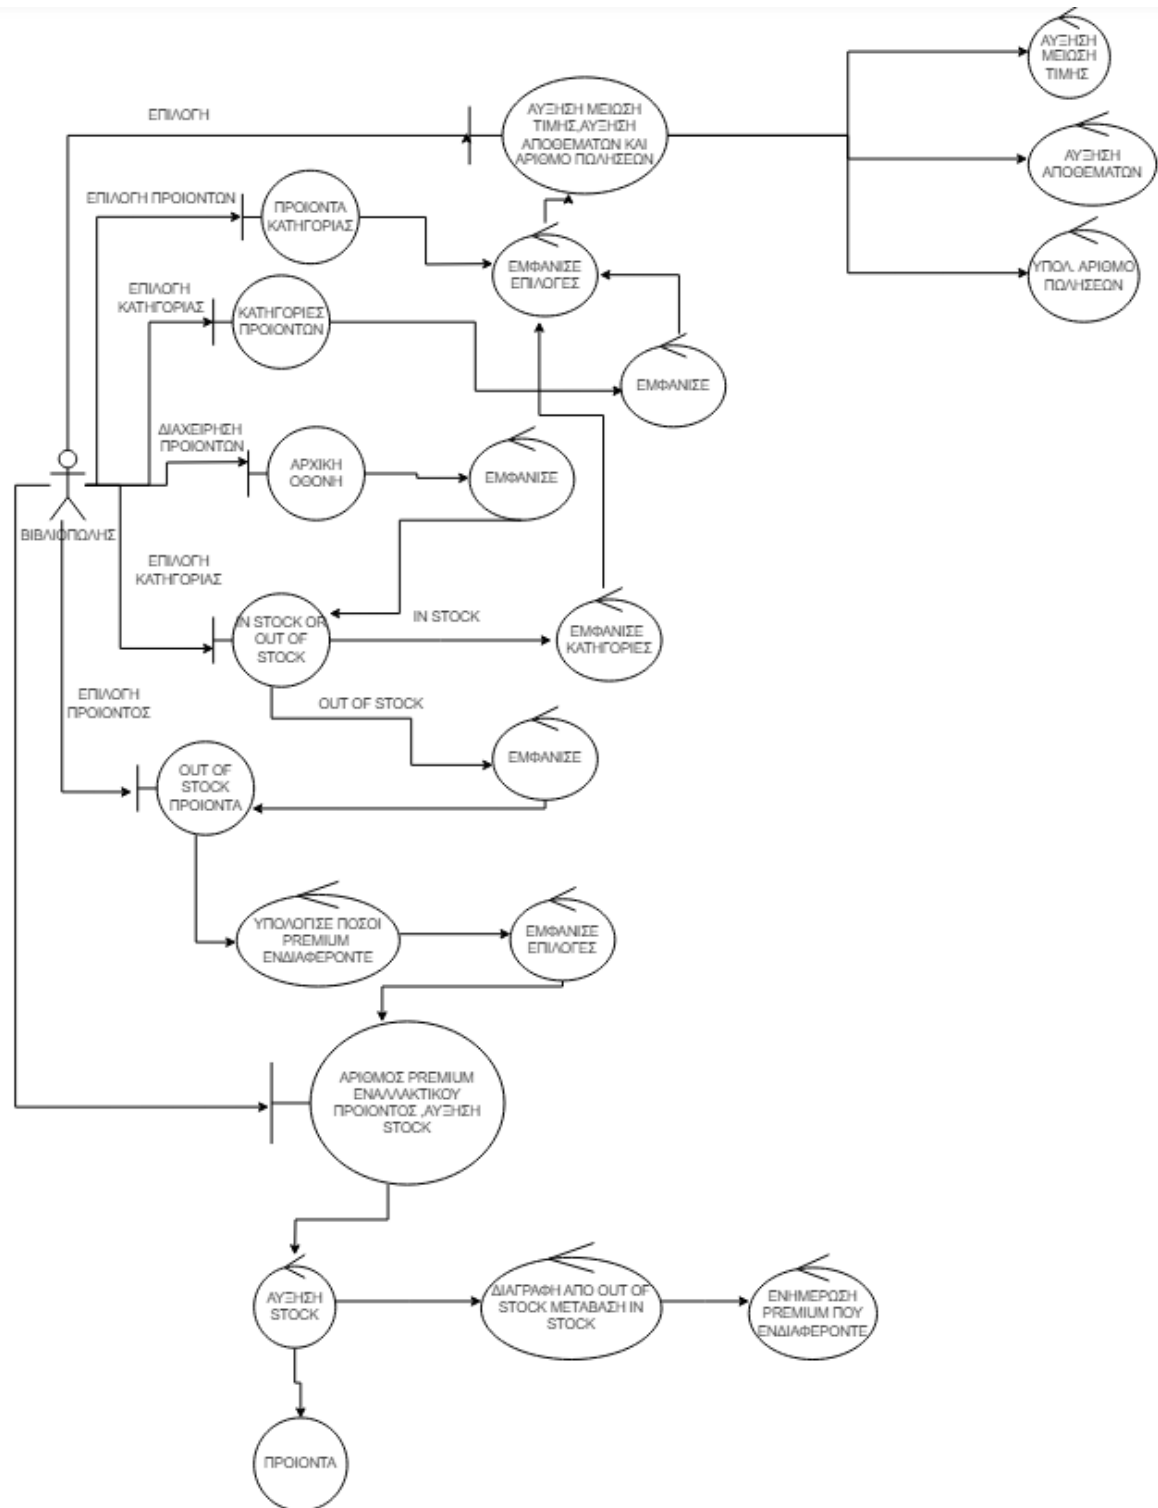 ΑΥΞΗΣΗ
ΜΕΙΩΣΗ
ΤΙΜΗΣ
ΕΠΙΛΟΓΗ
ΑΥΞΗΣΗ ΜΕΙΩΣΗ
ΤΙΜΗΣ,ΑΥΞΗΣΗ
ΑΠΟΘΕΜΑΤΩΝ ΚΑΙ
ΑΡΙΘΜΟ ΠΩΛΗΣΕΩΝ
ΑΥΞΗΣΗ
ΑΠΟΘΕΜΑΤΩΝ
ΕΠΙΛΟΓΗ ΠΡΟΙΟΝΤΩΝ
ΠΡΟΙΟΝΤΑ
ΚΑΤΗΓΟΡΙΑΣ
ΕΜΦΑΝΙΣΕ
ΕΠΙΛΟΓΕΣ
ΥΠΟΛ. ΑΡΙΘΜΟ
ΠΩΛΗΣΕΩΝ
ΕΠΙΛΟΓΗ
ΚΑΤΗΓΟΡΙΑΣ
ΚΑΤΗΓΟΡΙΕΣ
ΠΡΟΙΟΝΤΩΝ
ΕΜΦΑΝΙΣΕ
ΔΙΑΧΕΙΡΗΣΗ
ΠΡΟΙΟΝΤΩΝ
ΑΡΧΙΚΗ
ΟΘΟΝΗ
ΕΜΦΑΝΙΣΕ
ΒΙΒΛΙΟΠΩΛΗΣ
ΕΠΙΛΟΓΗ
ΚΑΤΗΓΟΡΙΑΣ
IN STOCK OR
OUT OF
STOCK
IN STOCK
ΕΜΦΑΝΙΣΕ
ΚΑΤΗΓΟΡΙΕΣ
ΕΠΙΛΟΓΗ
ΠΡΟΙΟΝΤΟΣ
OUT OF STOCK
ΕΜΦΑΝΙΣΕ
OUT OF
STOCK
ΠΡΟΙΟΝΤΑ
ΥΠΟΛΟΓΙΣΕ ΠΟΣΟΙ
PREMIUM
ΕΝΔΙΑΦΕΡΟΝΤΕ
ΕΜΦΑΝΙΣΕ
ΕΠΙΛΟΓΕΣ
ΑΡΙΘΜΟΣ PREMIUM
ΕΝΑΛΛΑΚΤΙΚΟΥ
ΠΡΟΙΟΝΤΟΣ ,ΑΥΞΗΣΗ
STOCK
ΑΥΞΗΣΗ
STOCK
ΔΙΑΓΡΑΦΗ ΑΠΟ OUT OF
STOCK ΜΕΤΑΒΑΣΗ IN
STOCK
ΕΝΗΜΕΡΩΣΗ
PREMIUM ΠΟΥ
ΕΝΔΙΑΦΕΡΟΝΤΕ
ΠΡΟΙΟΝΤΑ